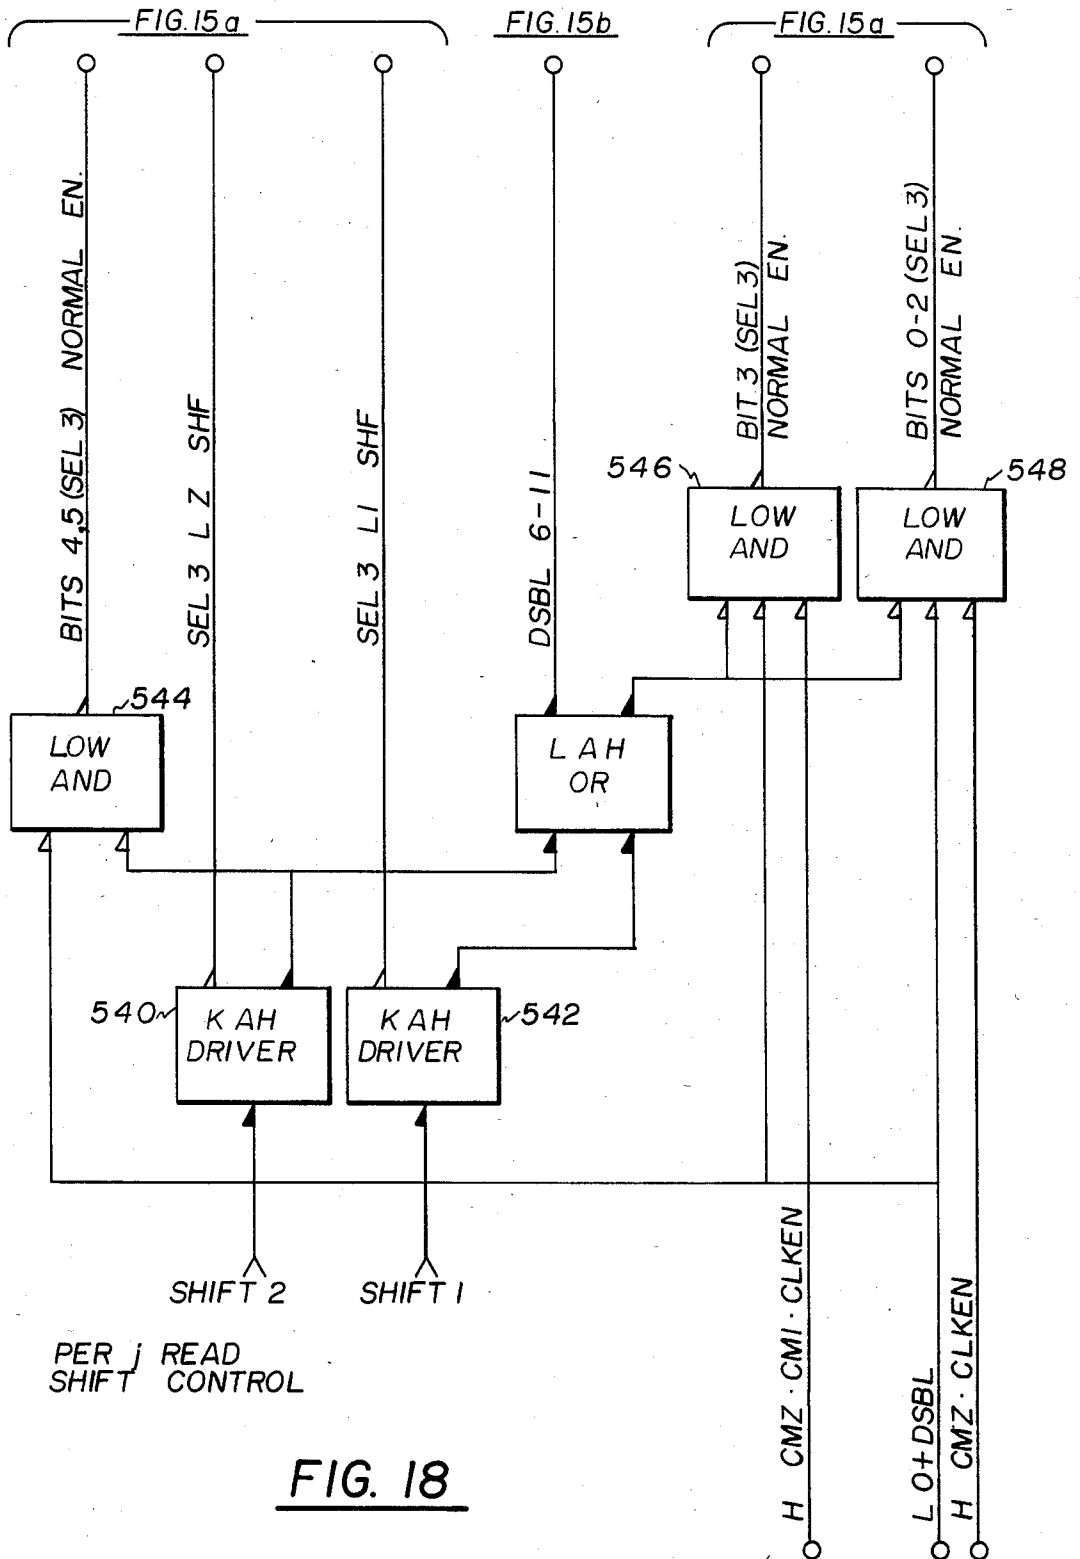 FIG. 15a
FIG. 15b
FIG. 15a
BITS 4,5 (SEL 3) NORMAL EN.
SEL 3 L Z SHF
SEL 3 L1 SHF
DSBL 6-11
BIT 3 (SEL 3)
NORMAL EN.
BITS 0-2 (SEL 3)
NORMAL EN.
546
LOW
AND
LOW
AND
548
544
LOW
AND
L A H
OR
540
K AH
DRIVER
K AH
DRIVER
542
SHIFT 2
SHIFT 1
PER j READ
SHIFT CONTROL
H CMZ · CMI · CLKEN
L O+DSBL
H CMZ · CLKEN
FIG. 18